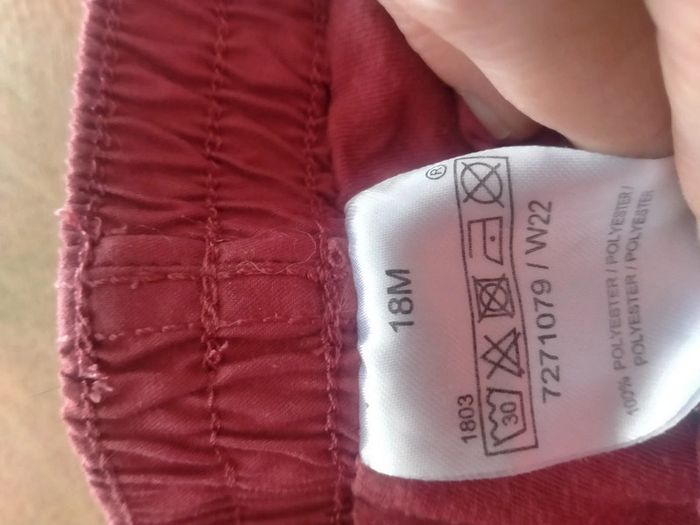 18M
1803
30 ®
7271079 / W22
100% POLYESTER / POLYESTER /
POLYESTER / POLYESTER